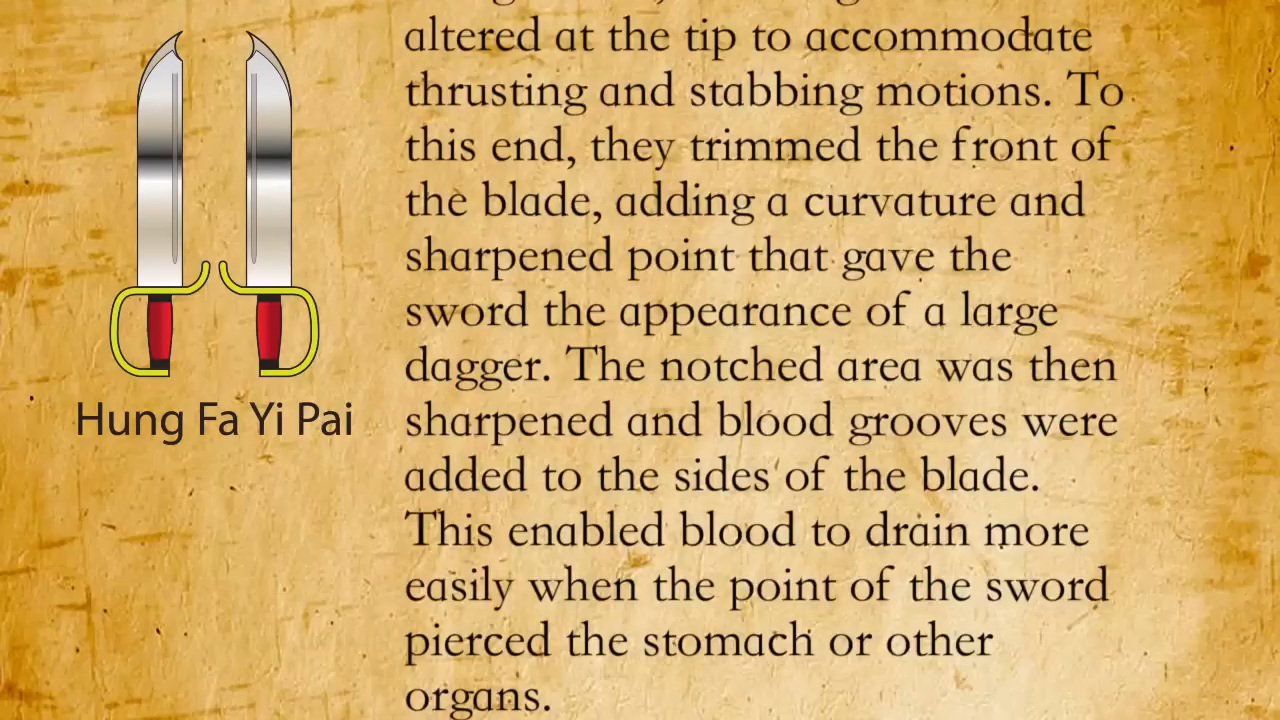 altered at the tip to accommodate
thrusting and stabbing motions. To
this end, they trimmed the front of
the blade, adding a curvature and
sharpened point that gave the
sword the appearance of a large
dagger. The notched area was then
sharpened and blood grooves were
added to the sides of the blade.
This enabled blood to drain more
easily when the point of the sword
pierced the stomach or other
organs.
Hung Fa Yi Pai